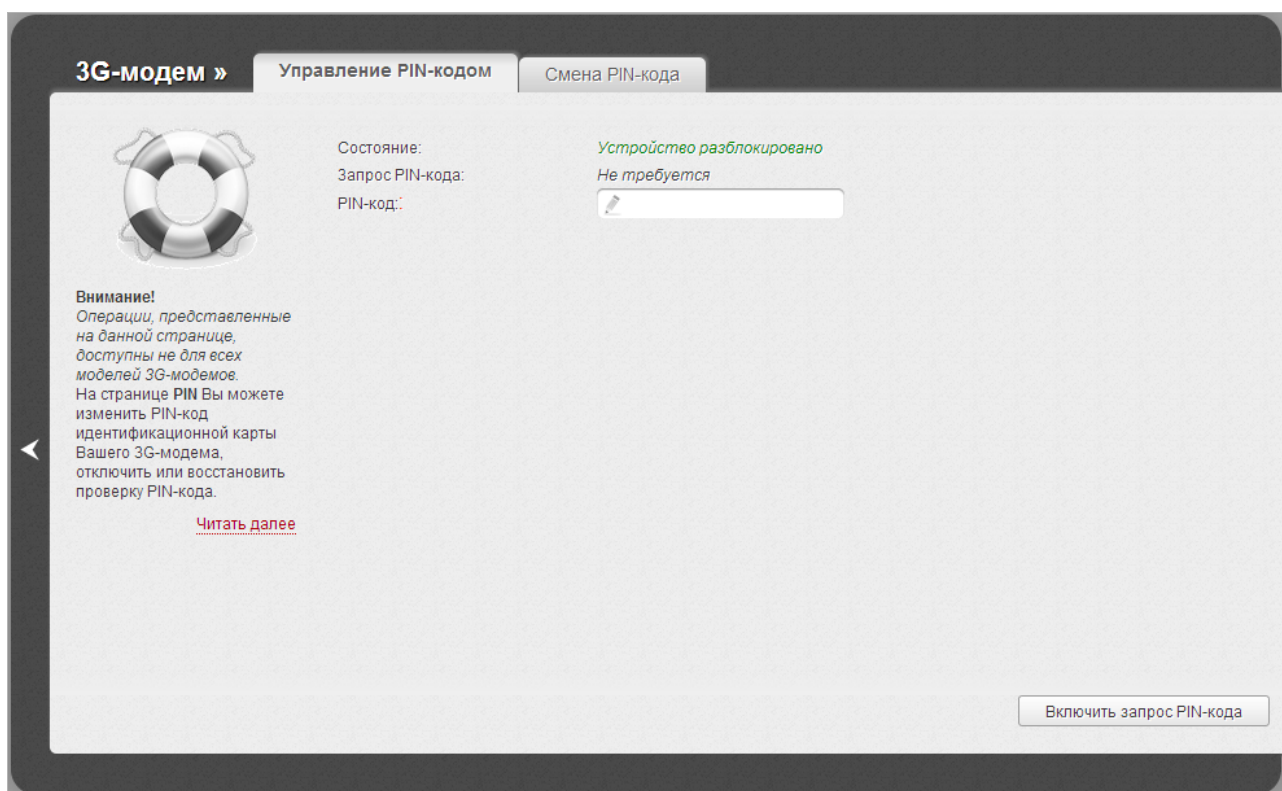 3G-модем »
Управление PIN-кодом
Смена PIN-кода
Состояние:
Устройство разблокировано
Запрос PIN-кода:
Не требуется
PIN-код:
Внимание!
Операции, представленные
на данной странице,
доступны не для всех
моделей 3G-модемов.
На странице PIN Вы можете
изменить PIN-код
идентификационной карты
Вашего 3G-модема,
отключить или восстановить
проверку PIN-кода.
Читать далее
Включить запрос PIN-кода